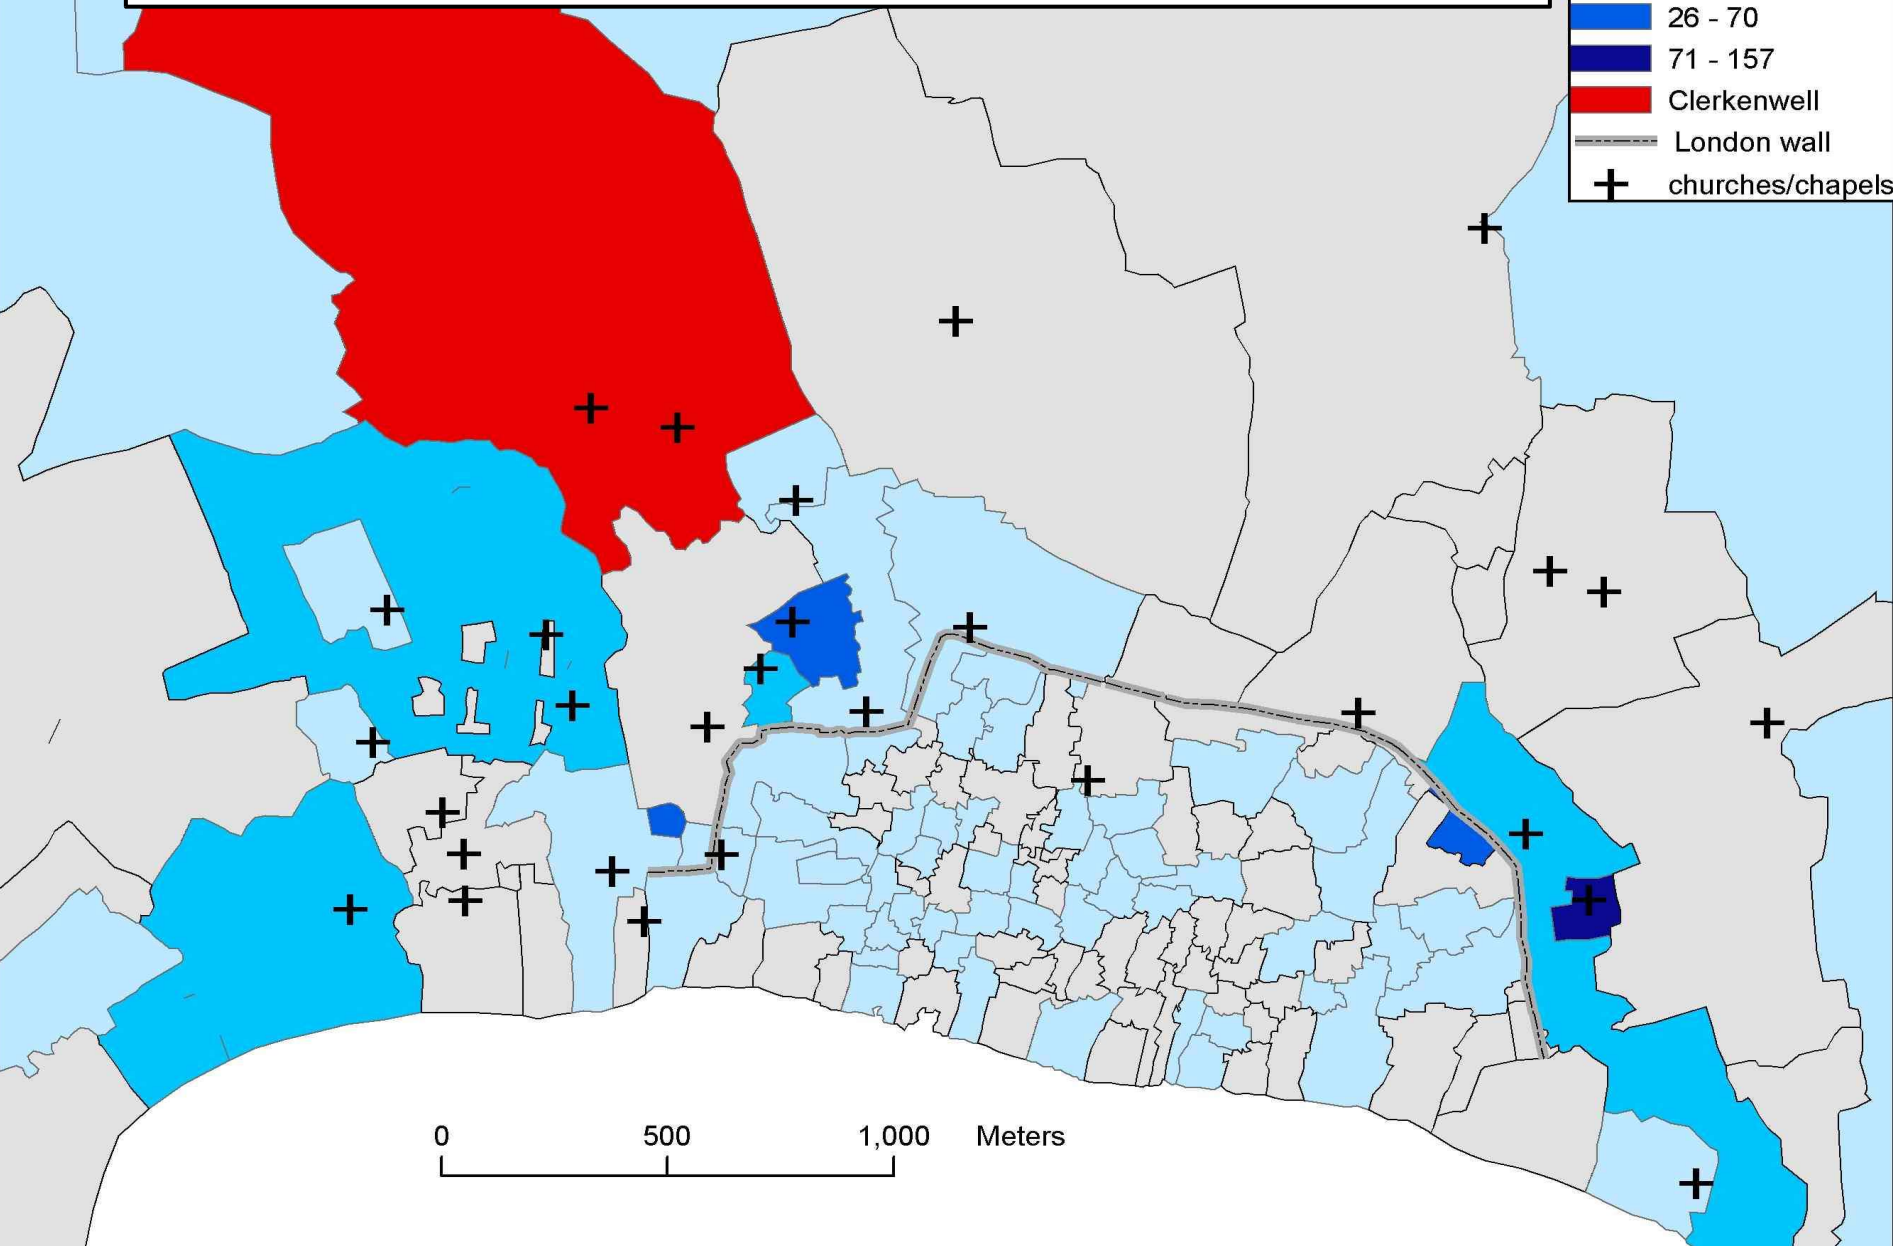 26 - 70
71 - 157
Clerkenwell
London wall
churches/chapels
0 500 1,000 Meters